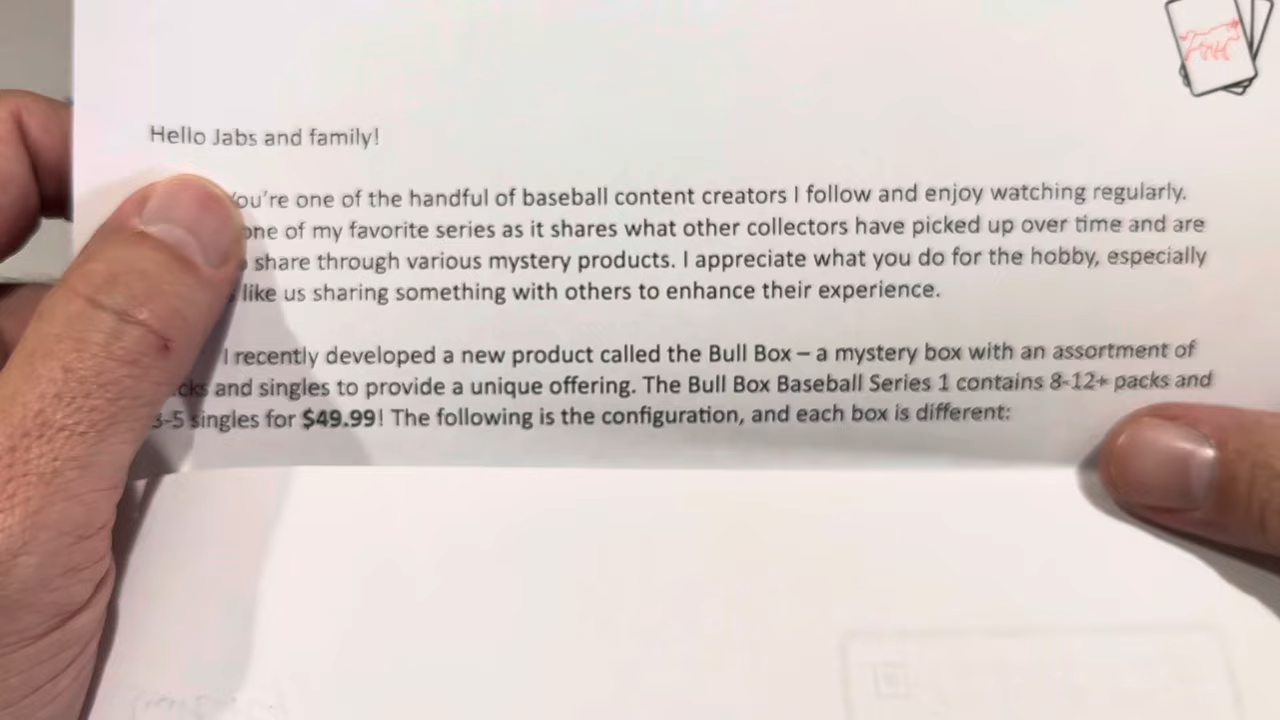 Hello Jabs and family!
ou're one of the handful of baseball content creators I follow and enjoy watching regularly.
one of my favorite series as it shares what other collectors have picked up over time and are
share through various mystery products. I appreciate what you do for the hobby, especially
like us sharing something with others to enhance their experience.
I recently developed a new product called the Bull Box – a mystery box with an assortment of
cks and singles to provide a unique offering. The Bull Box Baseball Series 1 contains 8-12+ packs and
3-5 singles for $49.99! The following is the configuration, and each box is different: